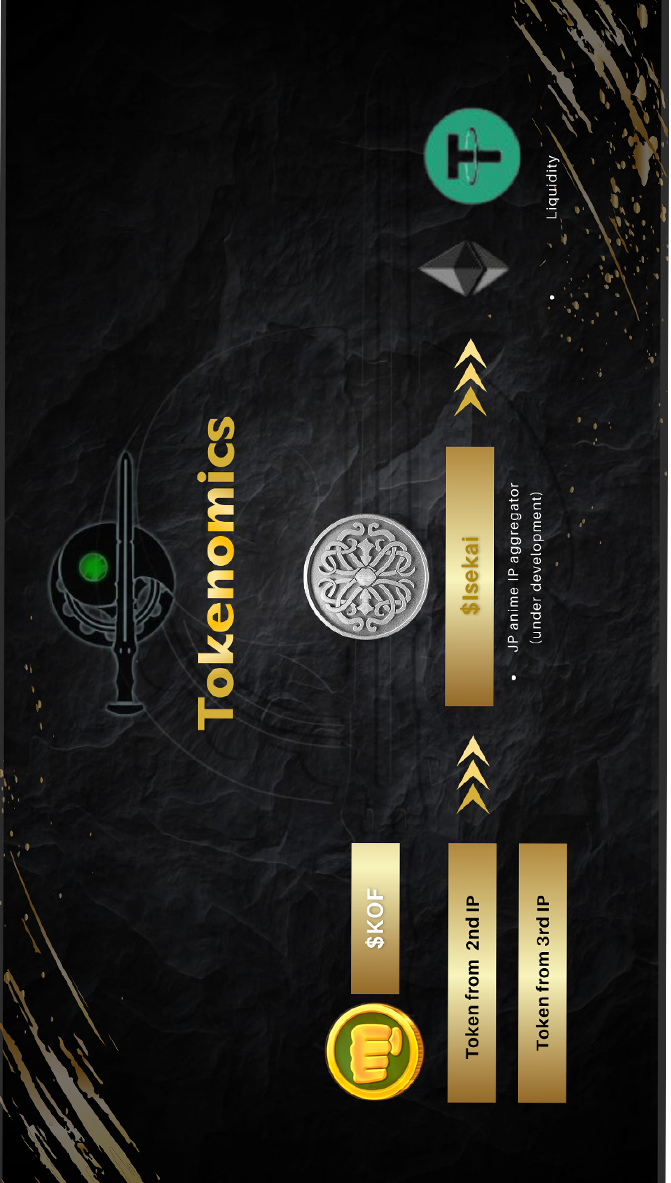 Tokenomics
$KOF
Token from 2nd IP
Token from 3rd IP
$Isekai
• JP anime IP aggregator
(under development)
• Liquidity